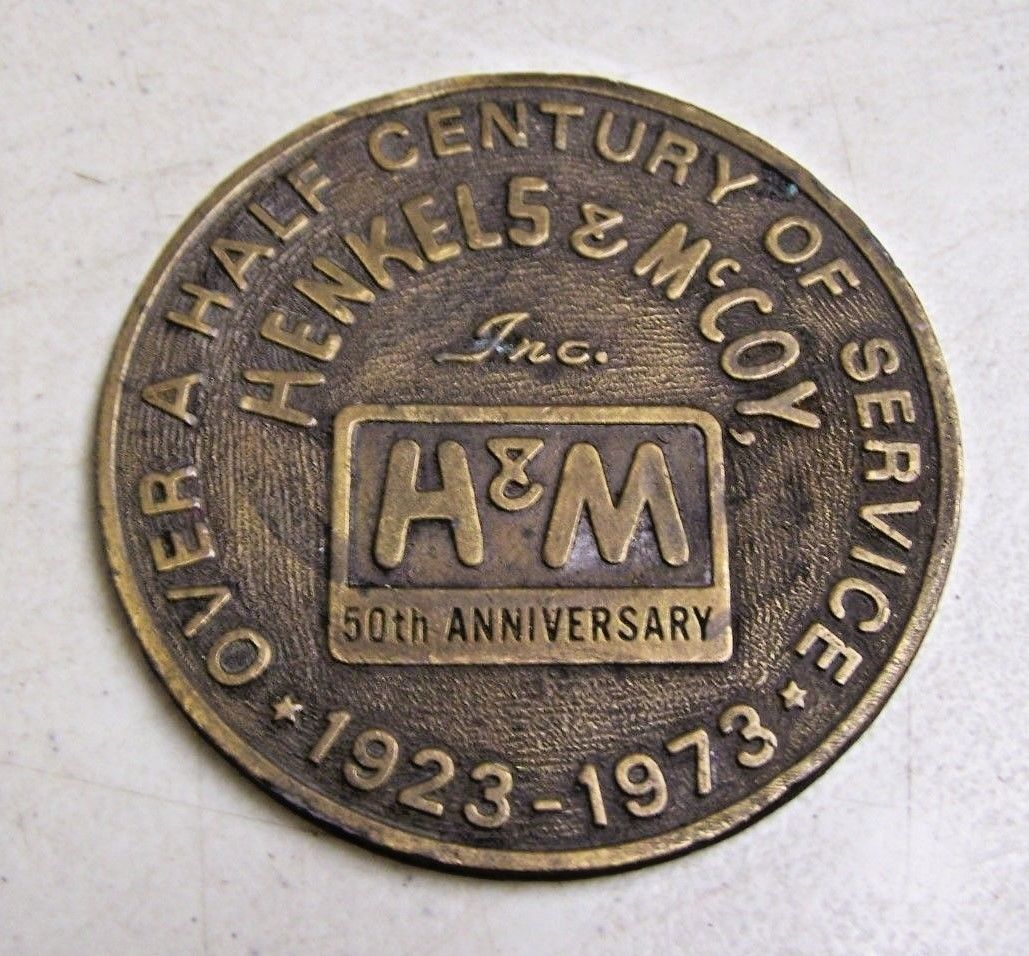 OVER A HALF CENTURY OF SERVICE
HENKELS & McCOY,
Inc.
H&M
50th ANNIVERSARY
★ 1923-1973 ★